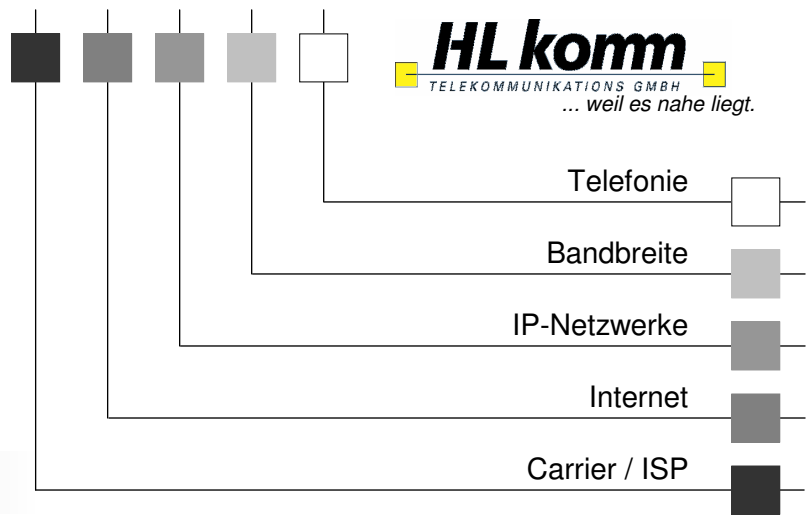 HL komm
TELEKOMMUNIKATIONS GMBH
... weil es nahe liegt.
Telefonie
Bandbreite
IP-Netzwerke
Internet
Carrier / ISP